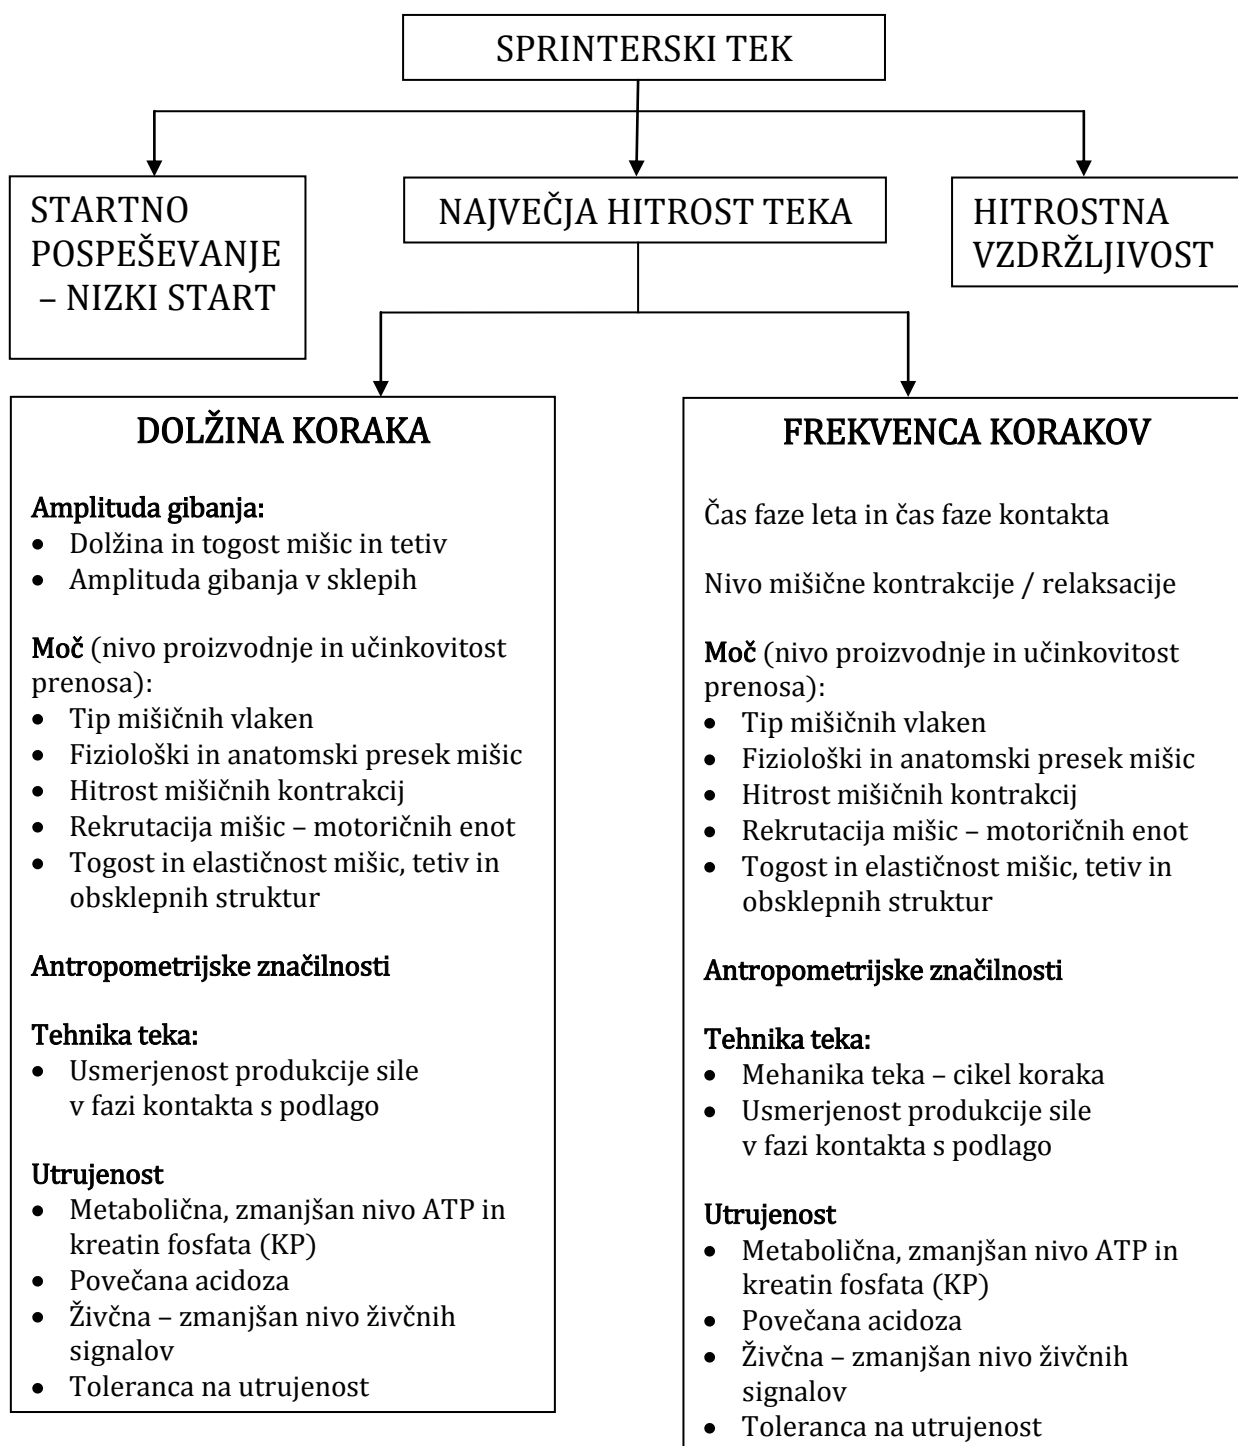 SPRINTERSKI TEK
STARTNO
POSPEŠEVANJE
– NIZKI START
NAJVEČJA HITROST TEKA
HITROSTNA
VZDRŽLJIVOST
DOLŽINA KORAKA
Amplituda gibanja:
• Dolžina in togost mišic in tetiv
• Amplituda gibanja v sklepih
Moč (nivo proizvodnje in učinkovitost
prenosa):
• Tip mišičnih vlaken
• Fiziološki in anatomski presek mišic
• Hitrost mišičnih kontrakcij
• Rekrutacija mišic – motoričnih enot
• Togost in elastičnost mišic, tetiv in
obsklepnih struktur
Antropometrijske značilnosti
Tehnika teka:
• Usmerjenost produkcije sile
v fazi kontakta s podlago
Utrujenost
• Metabolična, zmanjšan nivo ATP in
kreatin fosfata (KP)
• Povečana acidoza
• Živčna – zmanjšan nivo živčnih
signalov
• Toleranca na utrujenost
FREKVENCA KORAKOV
Čas faze leta in čas faze kontakta
Nivo mišične kontrakcije / relaksacije
Moč (nivo proizvodnje in učinkovitost
prenosa):
• Tip mišičnih vlaken
• Fiziološki in anatomski presek mišic
• Hitrost mišičnih kontrakcij
• Rekrutacija mišic – motoričnih enot
• Togost in elastičnost mišic, tetiv in
obsklepnih struktur
Antropometrijske značilnosti
Tehnika teka:
• Mehanika teka – cikel koraka
• Usmerjenost produkcije sile
v fazi kontakta s podlago
Utrujenost
• Metabolična, zmanjšan nivo ATP in
kreatin fosfata (KP)
• Povečana acidoza
• Živčna – zmanjšan nivo živčnih
signalov
• Toleranca na utrujenost